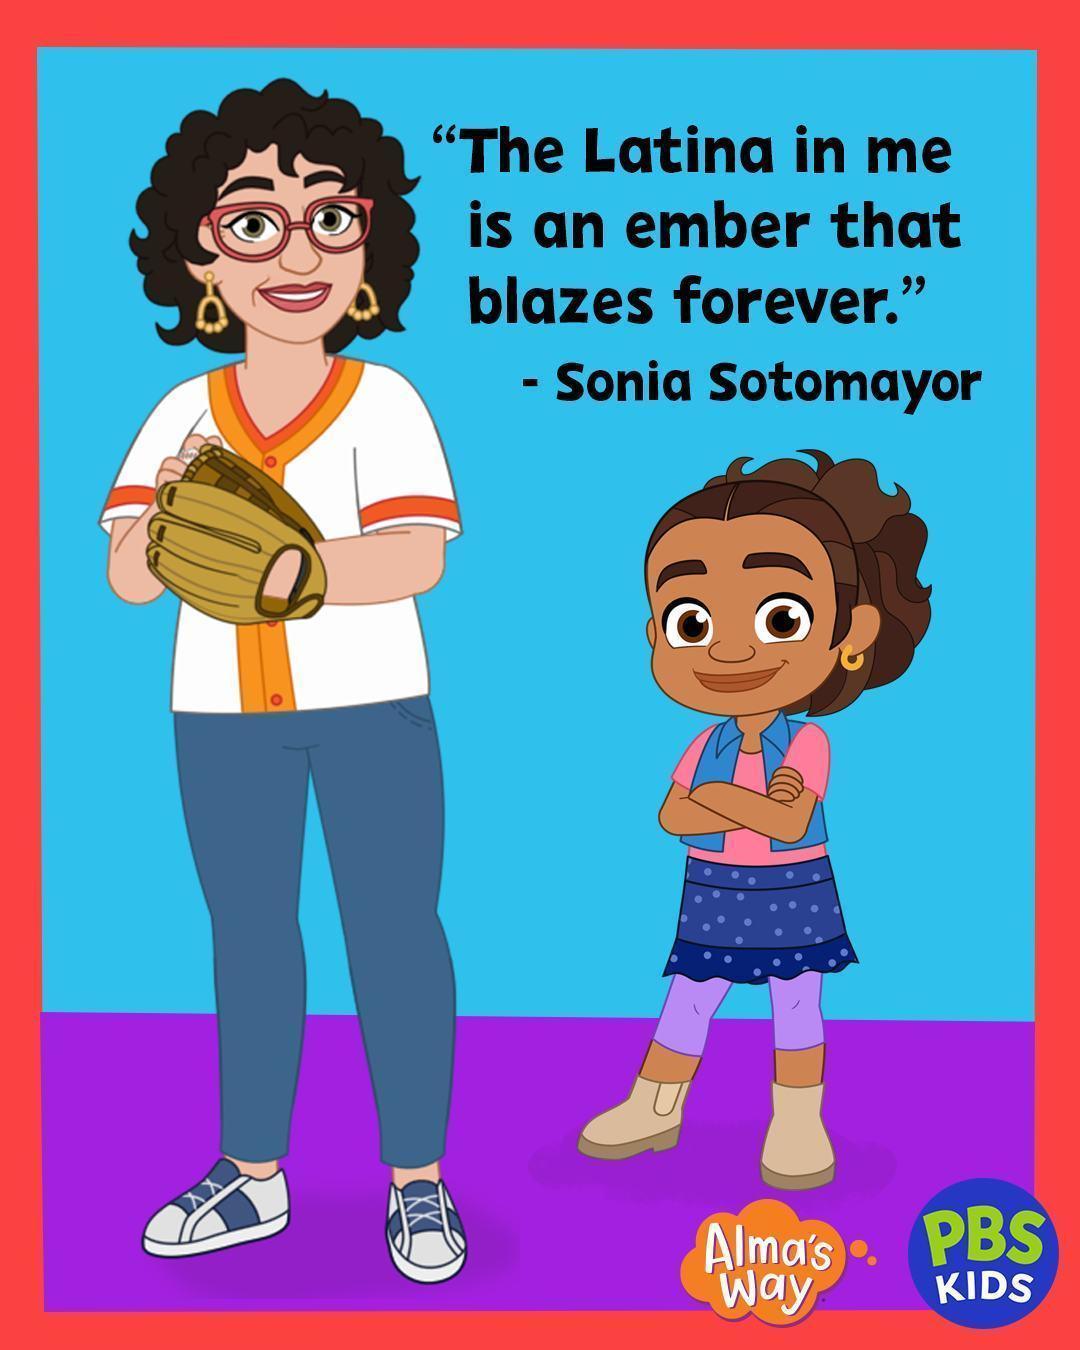 “The Latina in me
is an ember that
blazes forever.”
- Sonia Sotomayor
Alma's
Way
PBS
KIDS